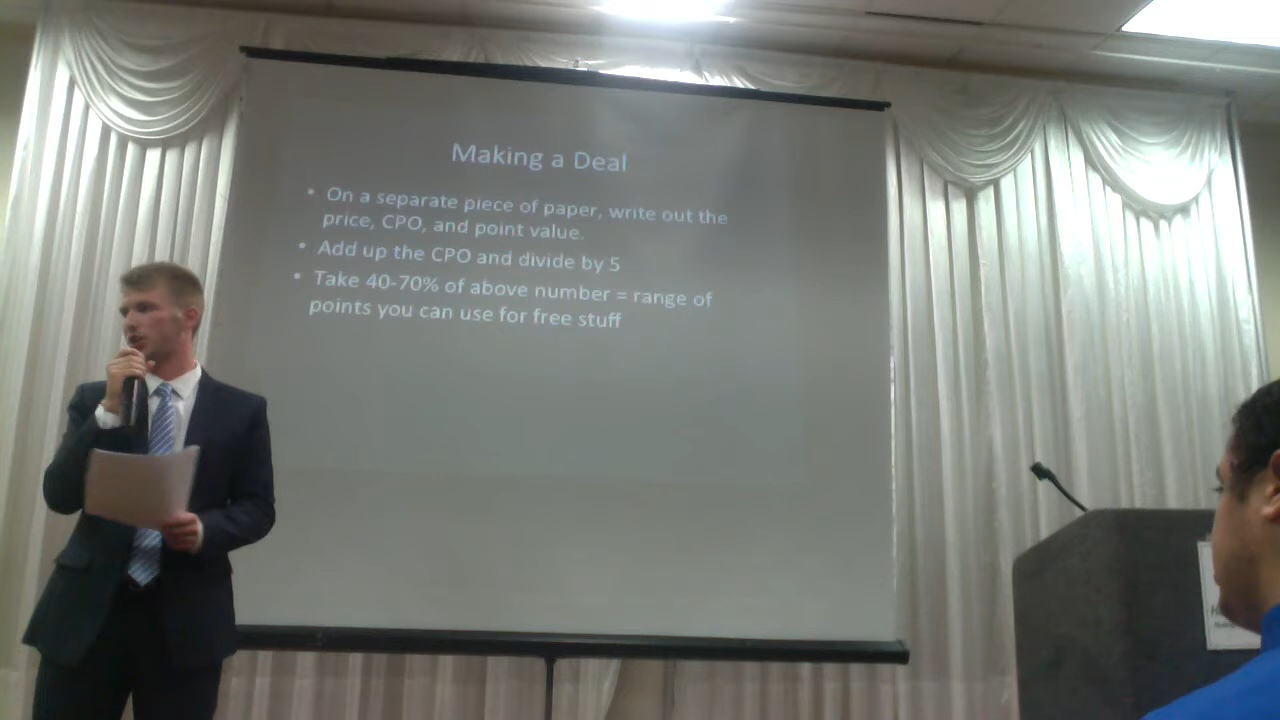 Making a Deal
• On a separate piece of paper, write out the
price, CPO, and point value.
• Add up the CPO and divide by 5
• Take 40-70% of above number = range of
points you can use for free stuff